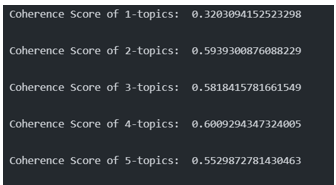 Coherence Score of 1-topics:  0.3203094152523298
Coherence Score of 2-topics:  0.5939300876088229
Coherence Score of 3-topics:  0.5818415781661549
Coherence Score of 4-topics:  0.6009294347324005
Coherence Score of 5-topics:  0.5529872781430463